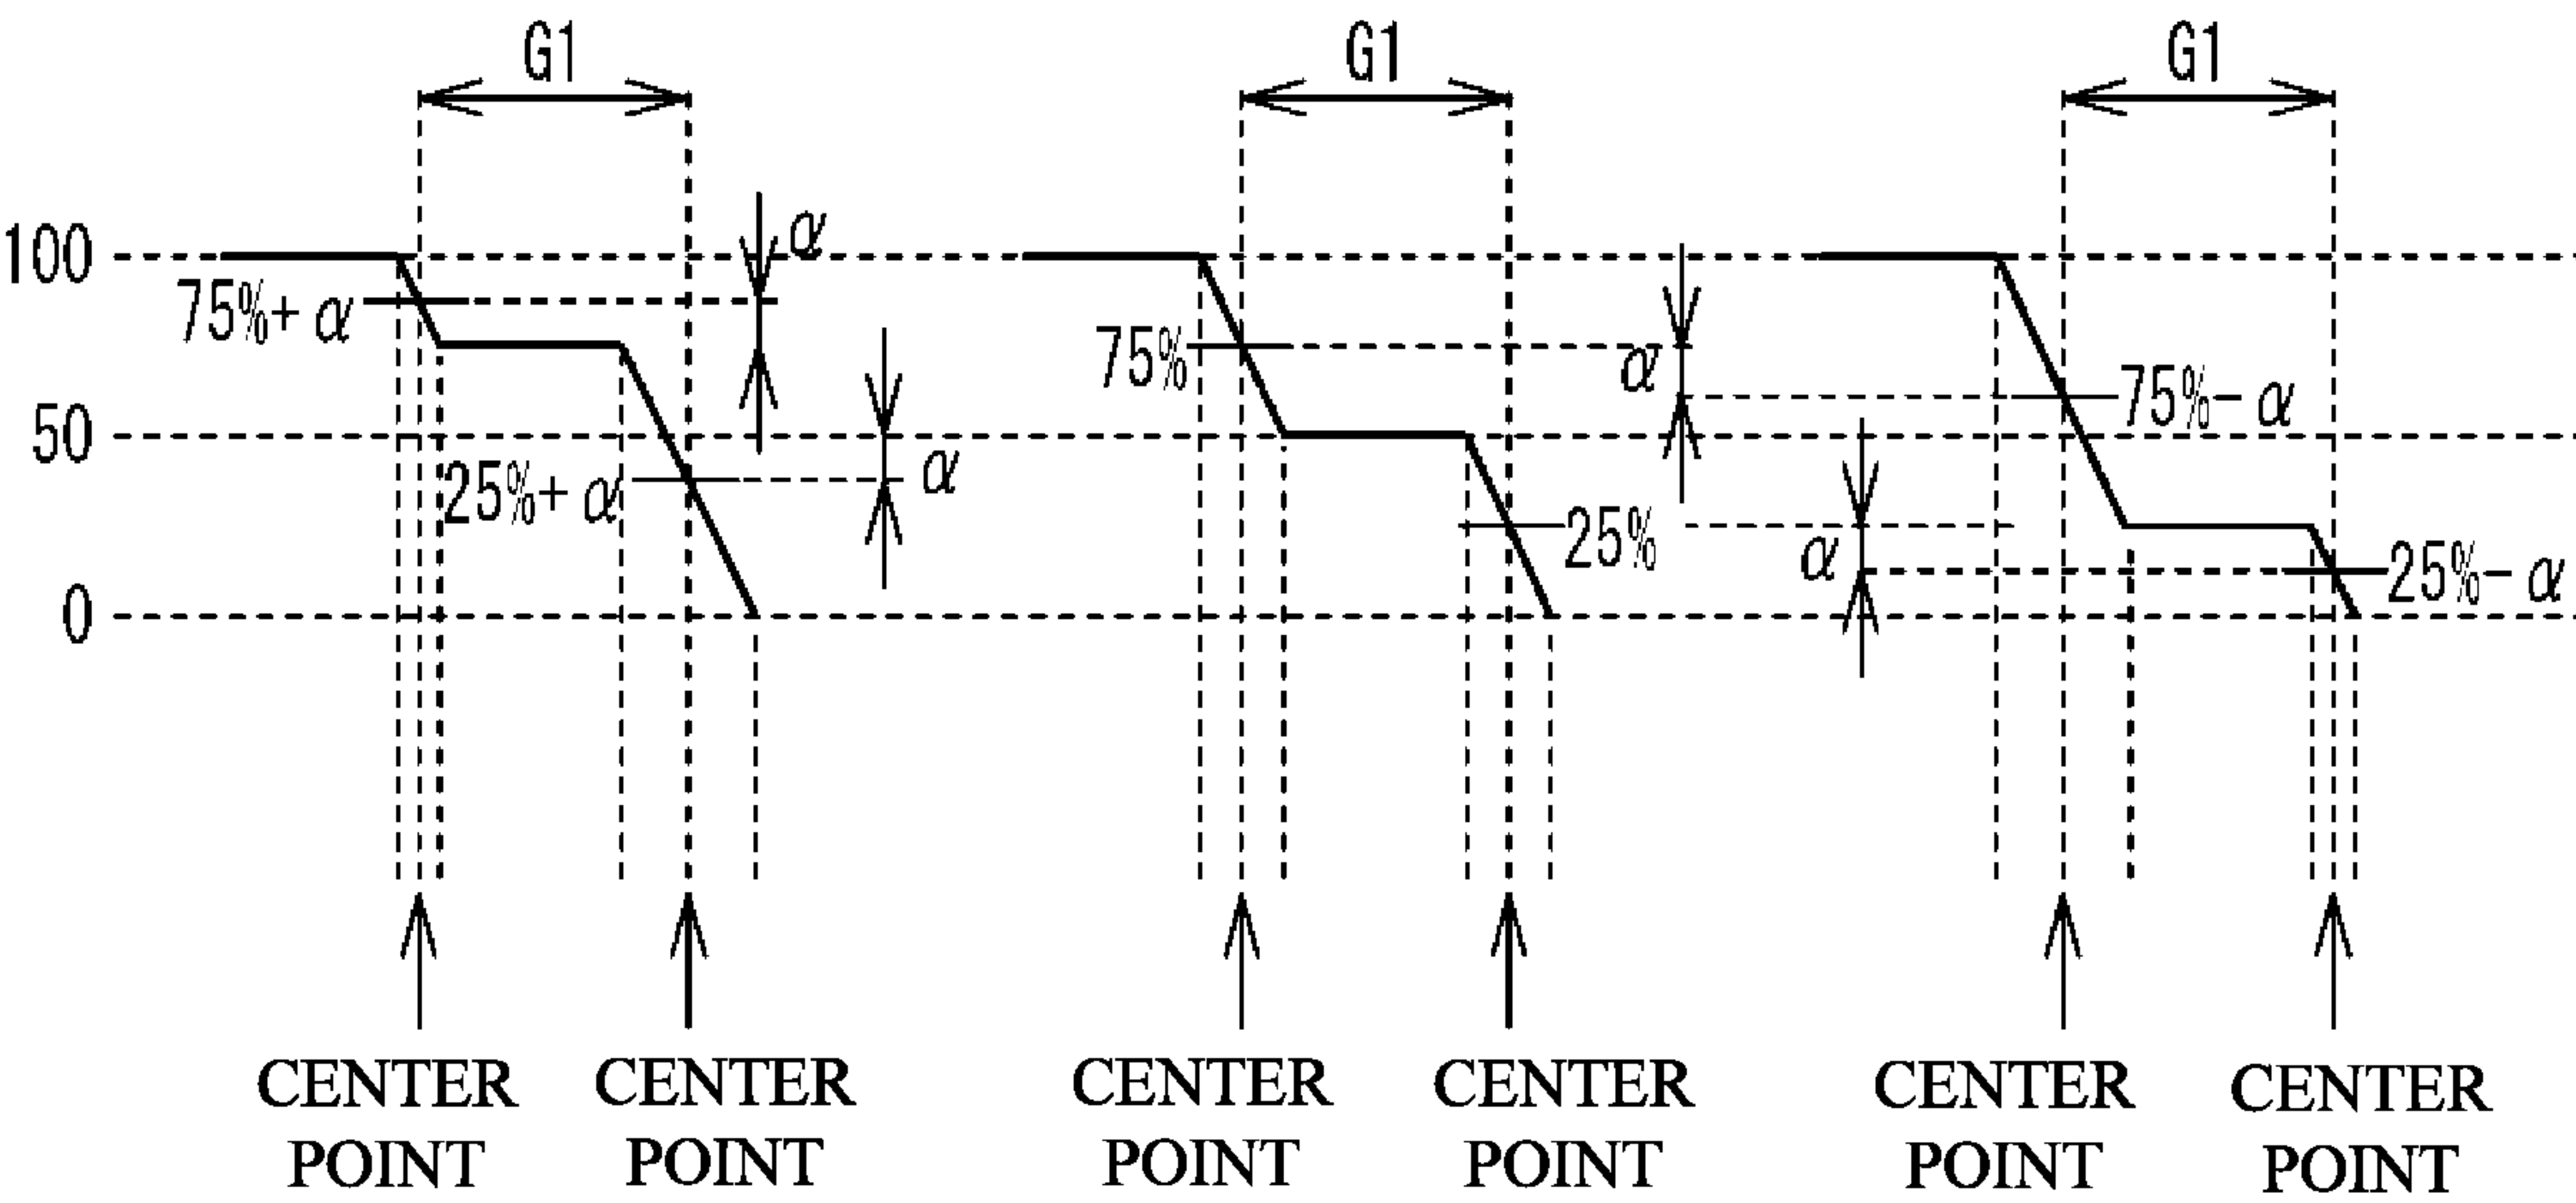 G1 G1 G1
α
100
75%+ α
75%
α
75%- α
50
25%+ α
α
25%
α
25%- α
0
CENTER CENTER CENTER CENTER CENTER CENTER
POINT POINT POINT POINT POINT POINT